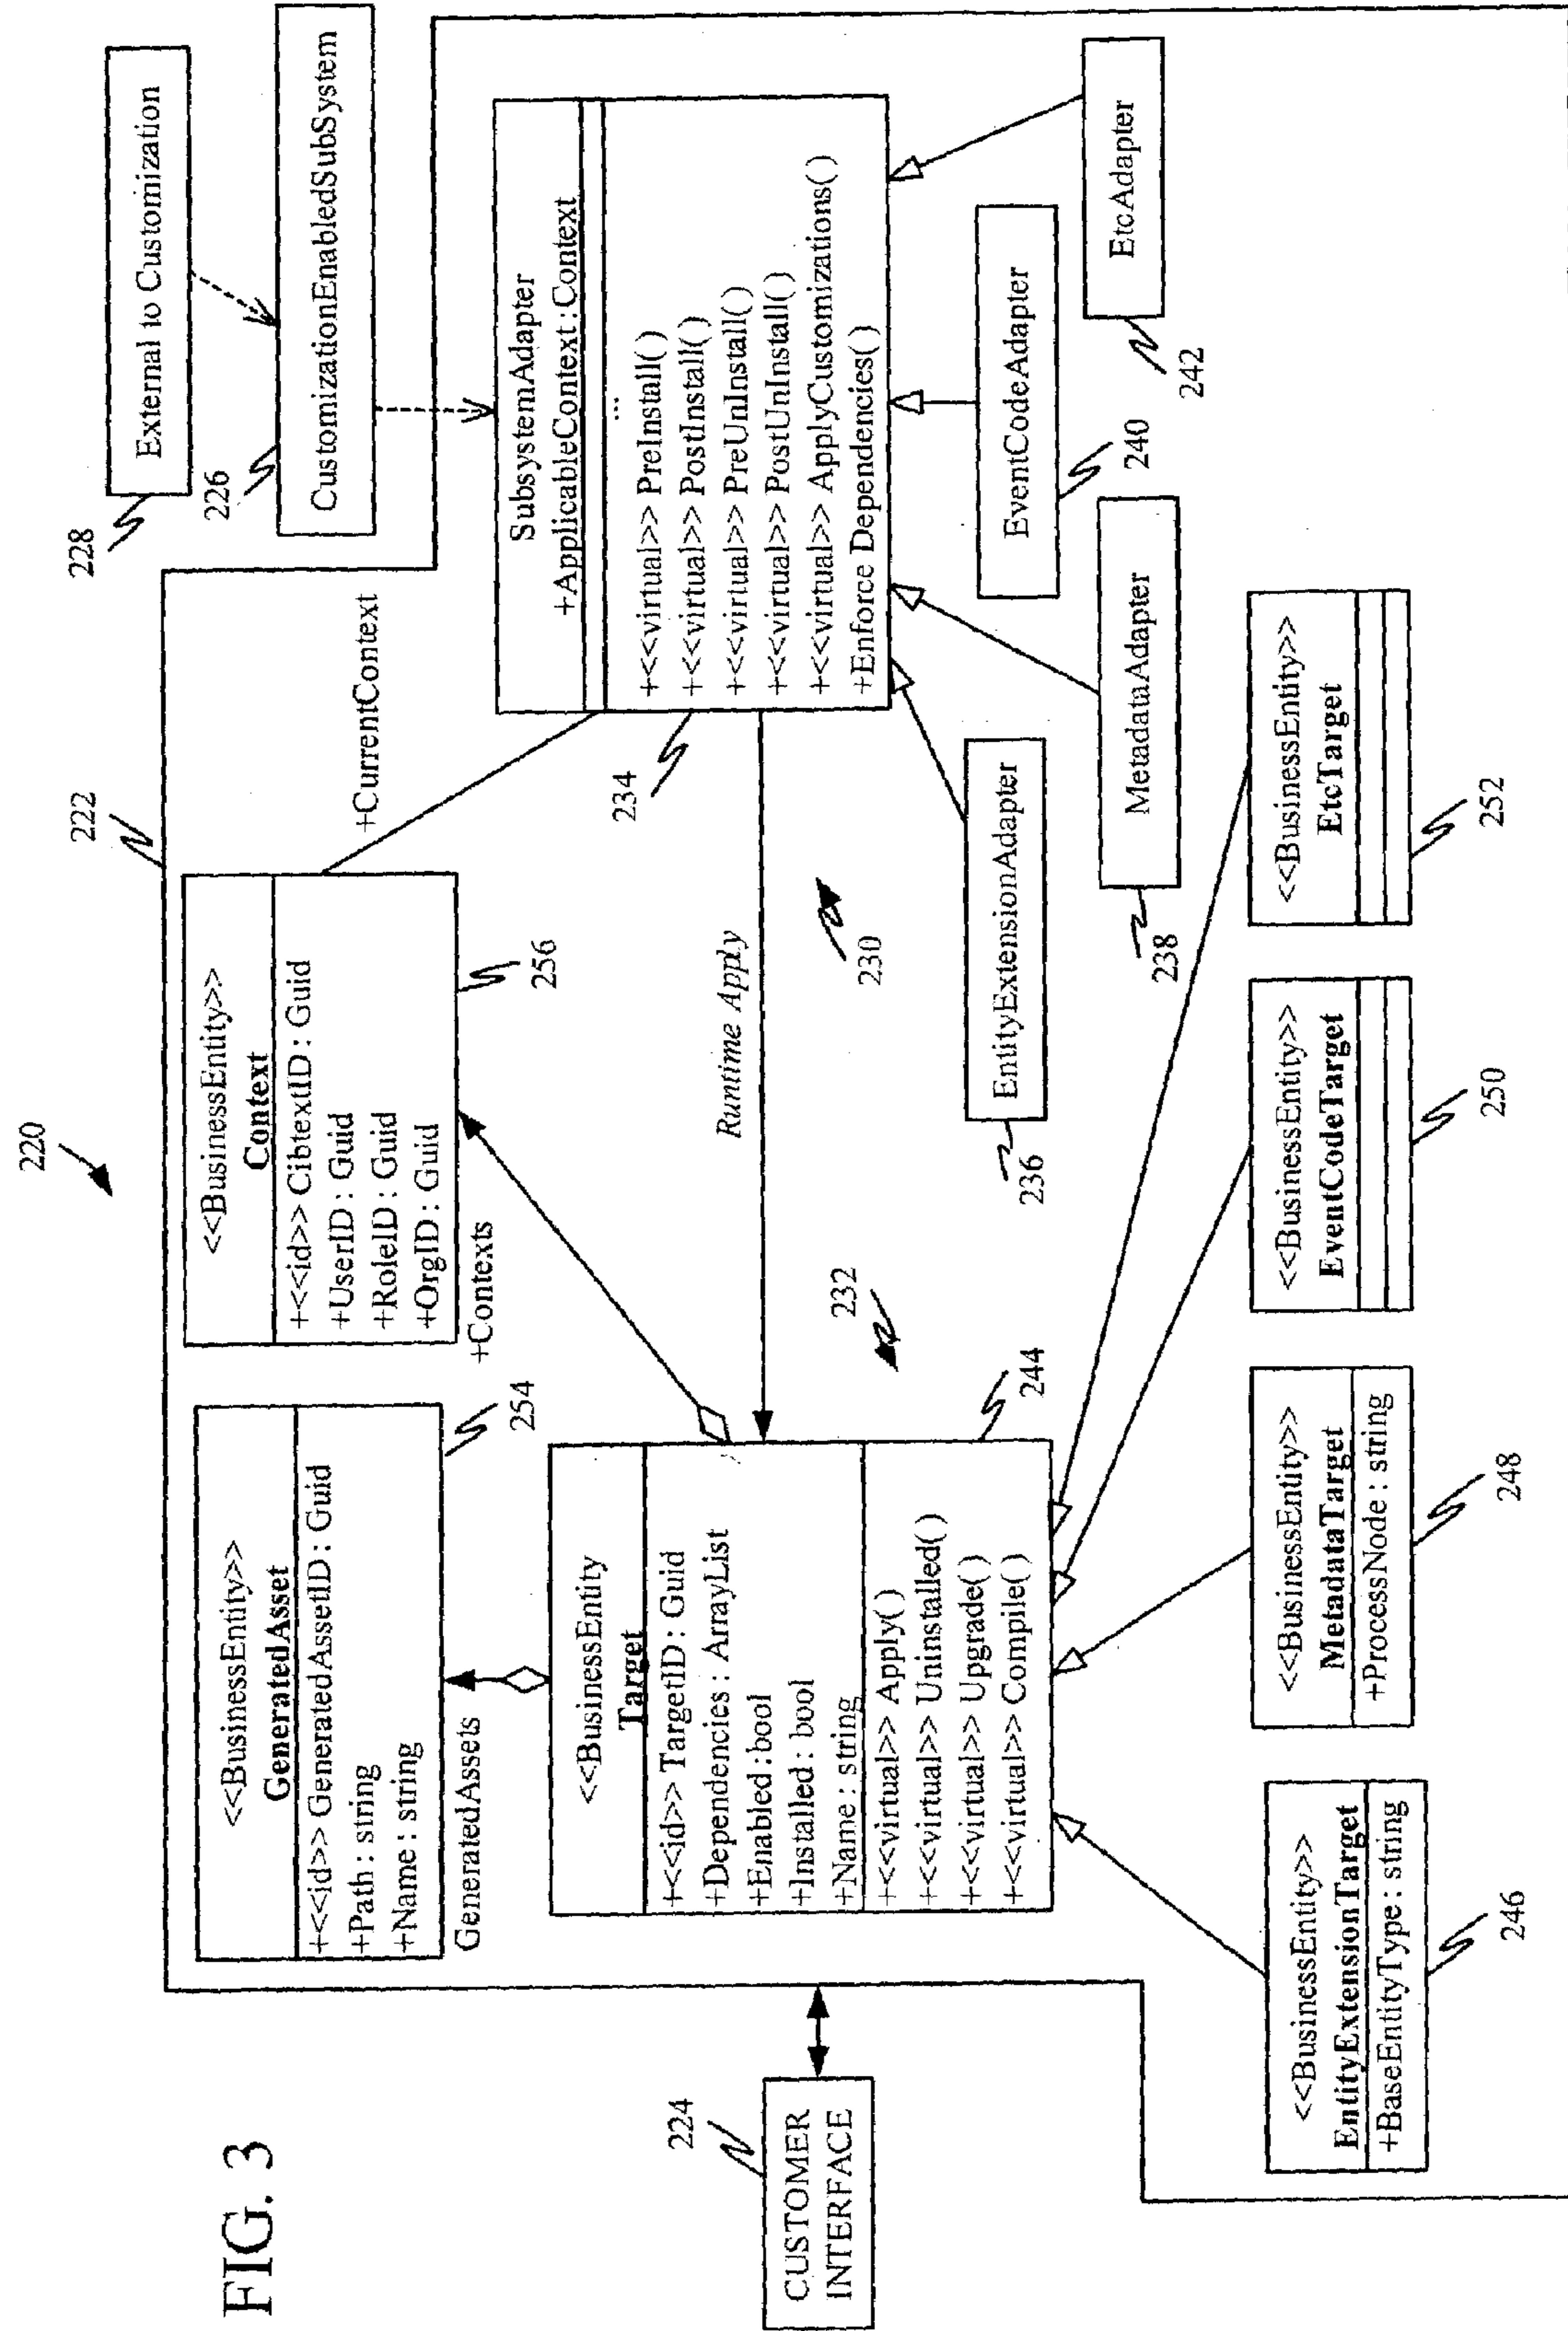 FIG. 3
220
222
228
External to Customization
226
CustomizationEnabledSubSystem
<<BusinessEntity>>
GeneratedAsset
+<<id>> GeneratedAssetID : Guid
+Path : string
+Name : string
254
GeneratedAssets
<<BusinessEntity>>
Context
+<<id>> CibtextID : Guid
+UserID : Guid
+RoleID : Guid
+OrgID : Guid
256
+Contexts
+CurrentContext
SubsystemAdapter
+ApplicableContext : Context
...
+<<virtual>> PreInstall( )
+<<virtual>> PostInstall( )
+<<virtual>> PreUnInstall( )
+<<virtual>> PostUnInstall( )
+<<virtual>> ApplyCustomizations( )
+Enforce Dependencies( )
234
Runtime Apply
224
CUSTOMER
INTERFACE
<<BusinessEntity
Target
+<<id>> TargetID : Guid
+Dependencies : ArrayList
+Enabled : bool
+Installed : bool
+Name : string
+<<virtual>> Apply( )
+<<virtual>> Uninstalled( )
+<<virtual>> Upgrade( )
+<<virtual>> Compile( )
244
232
230
EntityExtensionAdapter
236
MetadataAdapter
238
EventCodeAdapter
240
EtcAdapter
242
<<BusinessEntity>>
EntityExtensionTarget
+BaseEntityType : string
246
<<BusinessEntity>>
MetadataTarget
+ProcessNode : string
248
<<BusinessEntity>>
EventCodeTarget
250
<<BusinessEntity>>
EtcTarget
252